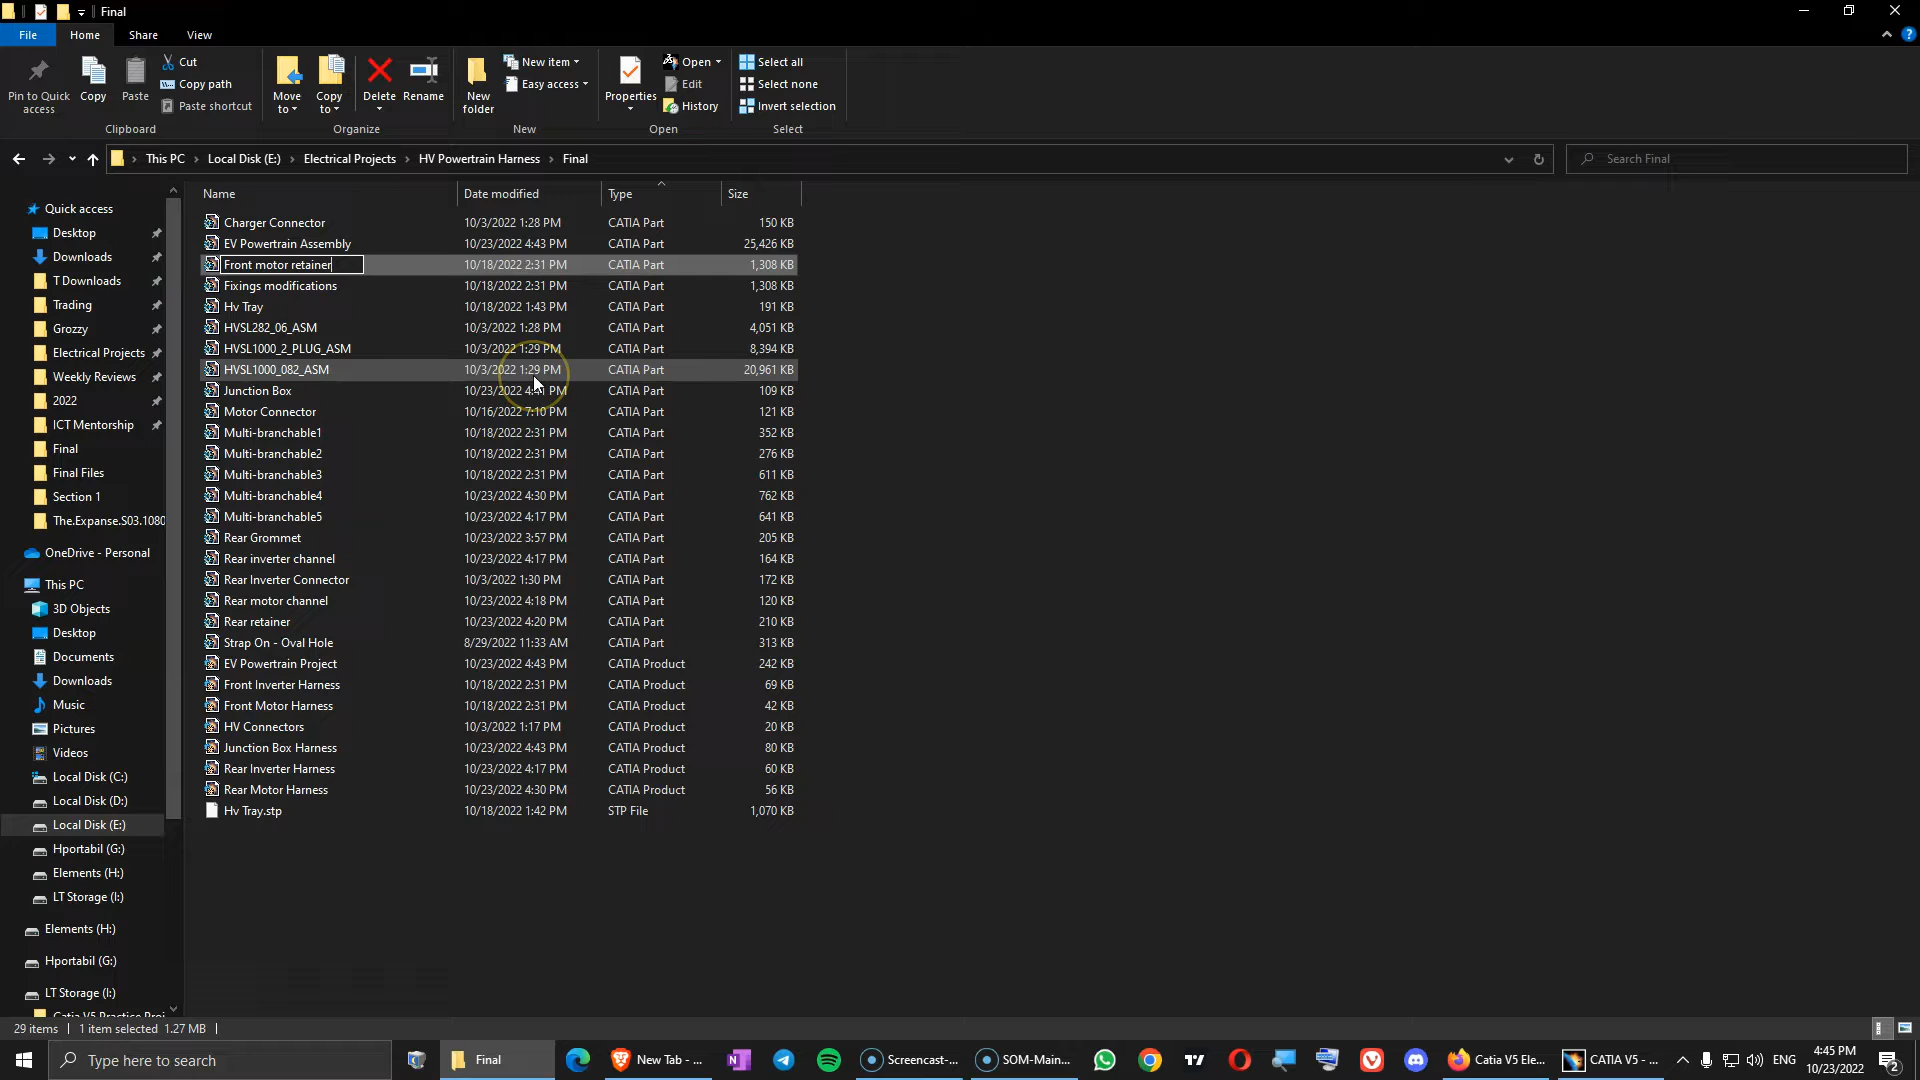 Final
File Home Share View
Pin to Quick access
Copy
Paste
Cut
Copy path
Paste shortcut
Clipboard
Move to
Copy to
Delete
Rename
Organize
New folder
New item
Easy access
New
Properties
Open
Edit
History
Open
Select all
Select none
Invert selection
Select
This PC > Local Disk (E:) > Electrical Projects > HV Powertrain Harness > Final
Search Final
Name Date modified Type Size
Charger Connector 10/3/2022 1:28 PM CATIA Part 150 KB
EV Powertrain Assembly 10/23/2022 4:43 PM CATIA Part 25,426 KB
Front motor retainer 10/18/2022 2:31 PM CATIA Part 1,308 KB
Fixings modifications 10/18/2022 2:31 PM CATIA Part 1,308 KB
Hv Tray 10/18/2022 1:43 PM CATIA Part 191 KB
HVSL282_06_ASM 10/3/2022 1:28 PM CATIA Part 4,051 KB
HVSL1000_2_PLUG_ASM 10/3/2022 1:29 PM CATIA Part 8,394 KB
HVSL1000_082_ASM 10/3/2022 1:29 PM CATIA Part 20,961 KB
Junction Box 10/23/2022 PM CATIA Part 109 KB
Motor Connector 10/16/2022 7:10 PM CATIA Part 121 KB
Multi-branchable1 10/18/2022 2:31 PM CATIA Part 352 KB
Multi-branchable2 10/18/2022 2:31 PM CATIA Part 276 KB
Multi-branchable3 10/18/2022 2:31 PM CATIA Part 611 KB
Multi-branchable4 10/23/2022 4:30 PM CATIA Part 762 KB
Multi-branchable5 10/23/2022 4:17 PM CATIA Part 641 KB
Rear Grommet 10/23/2022 3:57 PM CATIA Part 205 KB
Rear inverter channel 10/23/2022 4:17 PM CATIA Part 164 KB
Rear Inverter Connector 10/3/2022 1:30 PM CATIA Part 172 KB
Rear motor channel 10/23/2022 4:18 PM CATIA Part 120 KB
Rear retainer 10/23/2022 4:20 PM CATIA Part 210 KB
Strap On - Oval Hole 8/29/2022 11:33 AM CATIA Part 313 KB
EV Powertrain Project 10/23/2022 4:43 PM CATIA Product 242 KB
Front Inverter Harness 10/18/2022 2:31 PM CATIA Product 69 KB
Front Motor Harness 10/18/2022 2:31 PM CATIA Product 42 KB
HV Connectors 10/3/2022 1:17 PM CATIA Product 20 KB
Junction Box Harness 10/23/2022 4:43 PM CATIA Product 80 KB
Rear Inverter Harness 10/23/2022 4:17 PM CATIA Product 60 KB
Rear Motor Harness 10/23/2022 4:30 PM CATIA Product 56 KB
Hv Tray.stp 10/18/2022 1:42 PM STP File 1,070 KB
Quick access
Desktop
Downloads
T Downloads
Trading
Grozzy
Electrical Projects
Weekly Reviews
2022
ICT Mentorship
Final
Final Files
Section 1
The.Expanse.S03.1080
OneDrive - Personal
This PC
3D Objects
Desktop
Documents
Downloads
Music
Pictures
Videos
Local Disk (C:)
Local Disk (D:)
Local Disk (E:)
Hportabil (G:)
Elements (H:)
LT Storage (I:)
Elements (H:)
Hportabil (G:)
LT Storage (I:)
29 items 1 item selected 1.27 MB
Type here to search
Final
New Tab - ...
Screencast-...
SOM-Main...
Catia V5 Ele...
CATIA V5 - ...
ENG
4:45 PM
10/23/2022
2